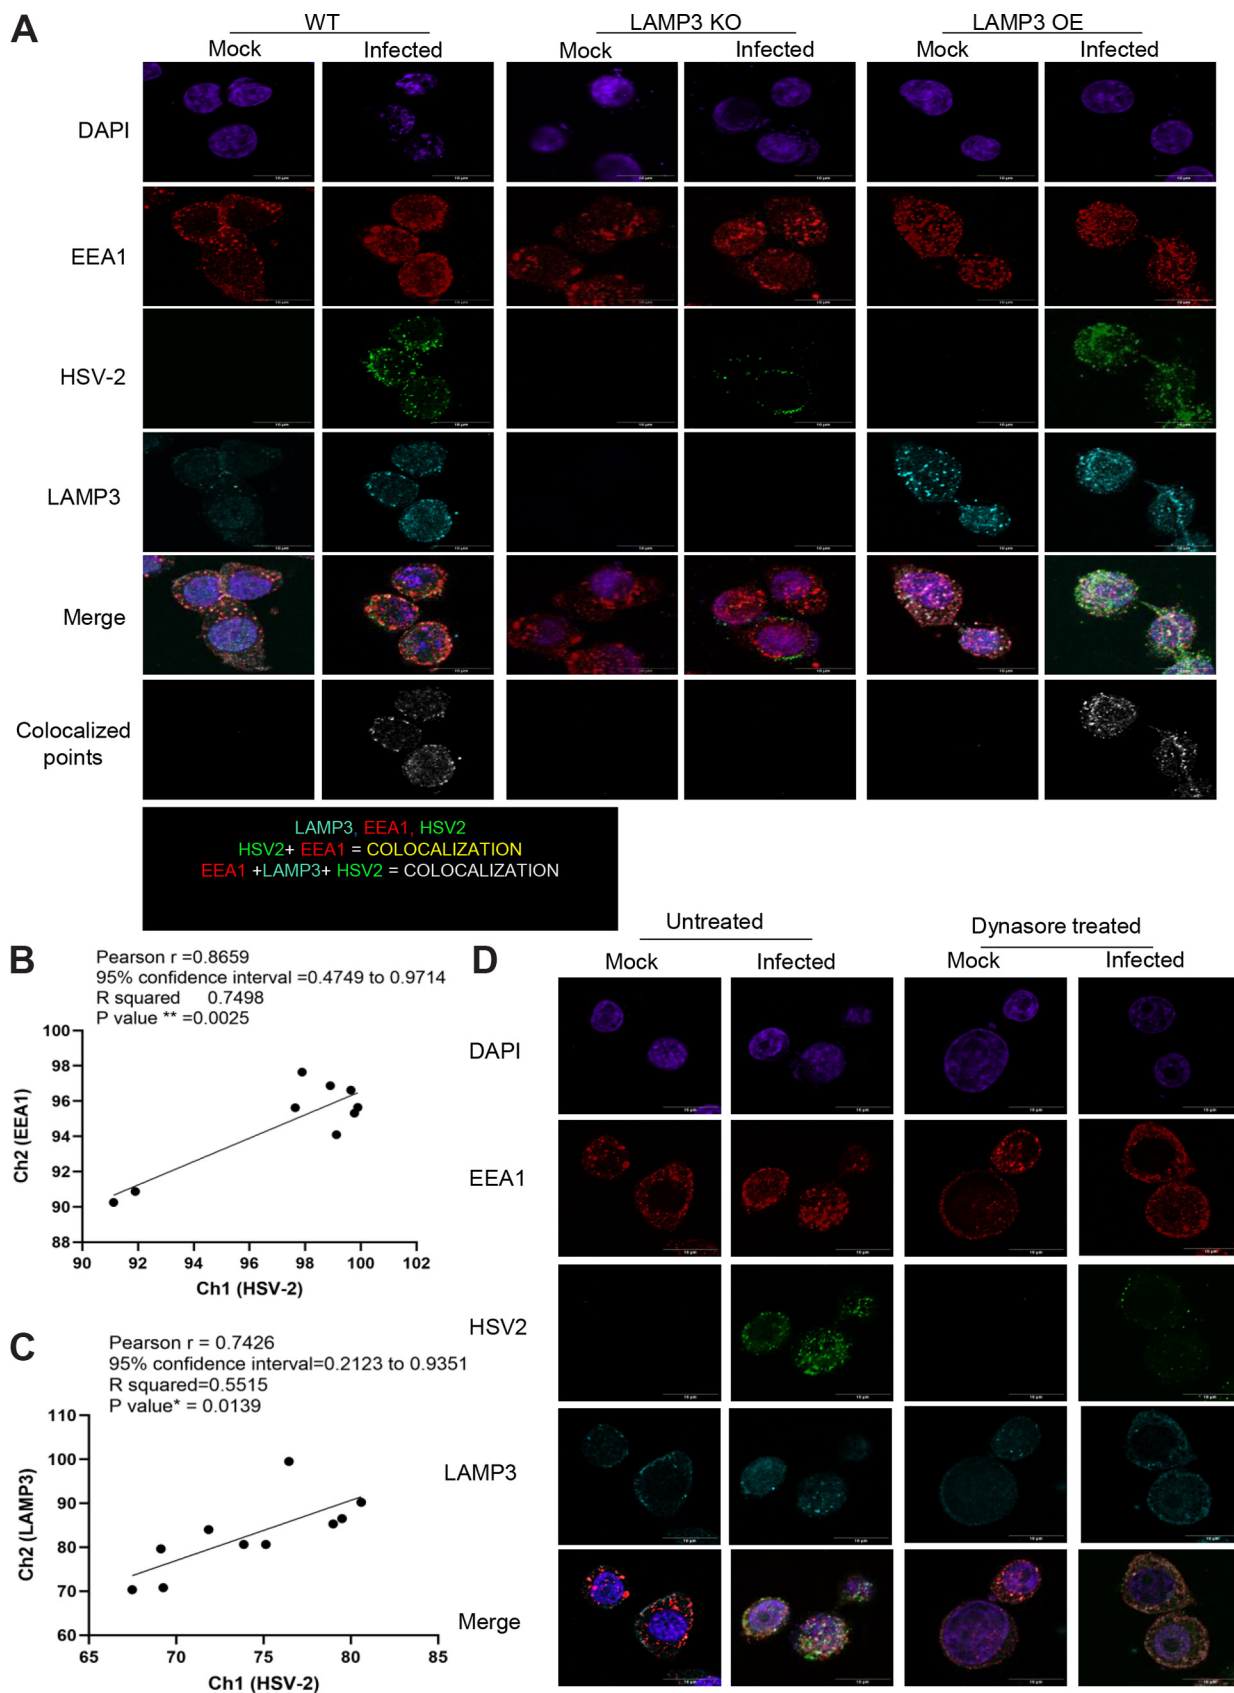 A
WT
LAMP3 KO
LAMP3 OE
Mock
Infected
Mock
Infected
Mock
Infected
DAPI
EEA1
HSV-2
LAMP3
Merge
Colocalized
points
LAMP3, EEA1, HSV2
HSV2+ EEA1 = COLOCALIZATION
EEA1 +LAMP3+ HSV2 = COLOCALIZATION
B
Pearson r =0.8659
95% confidence interval =0.4749 to 0.9714
R squared 0.7498
P value ** =0.0025
100
98
96
94
92
90
88
Ch2 (EEA1)
90 92 94 96 98 100 102
Ch1 (HSV-2)
C
Pearson r = 0.7426
95% confidence interval=0.2123 to 0.9351
R squared=0.5515
P value* = 0.0139
110
100
90
80
70
60
Ch2 (LAMP3)
65 70 75 80 85
Ch1 (HSV-2)
D
Untreated
Dynasore treated
Mock
Infected
Mock
Infected
DAPI
EEA1
HSV2
LAMP3
Merge